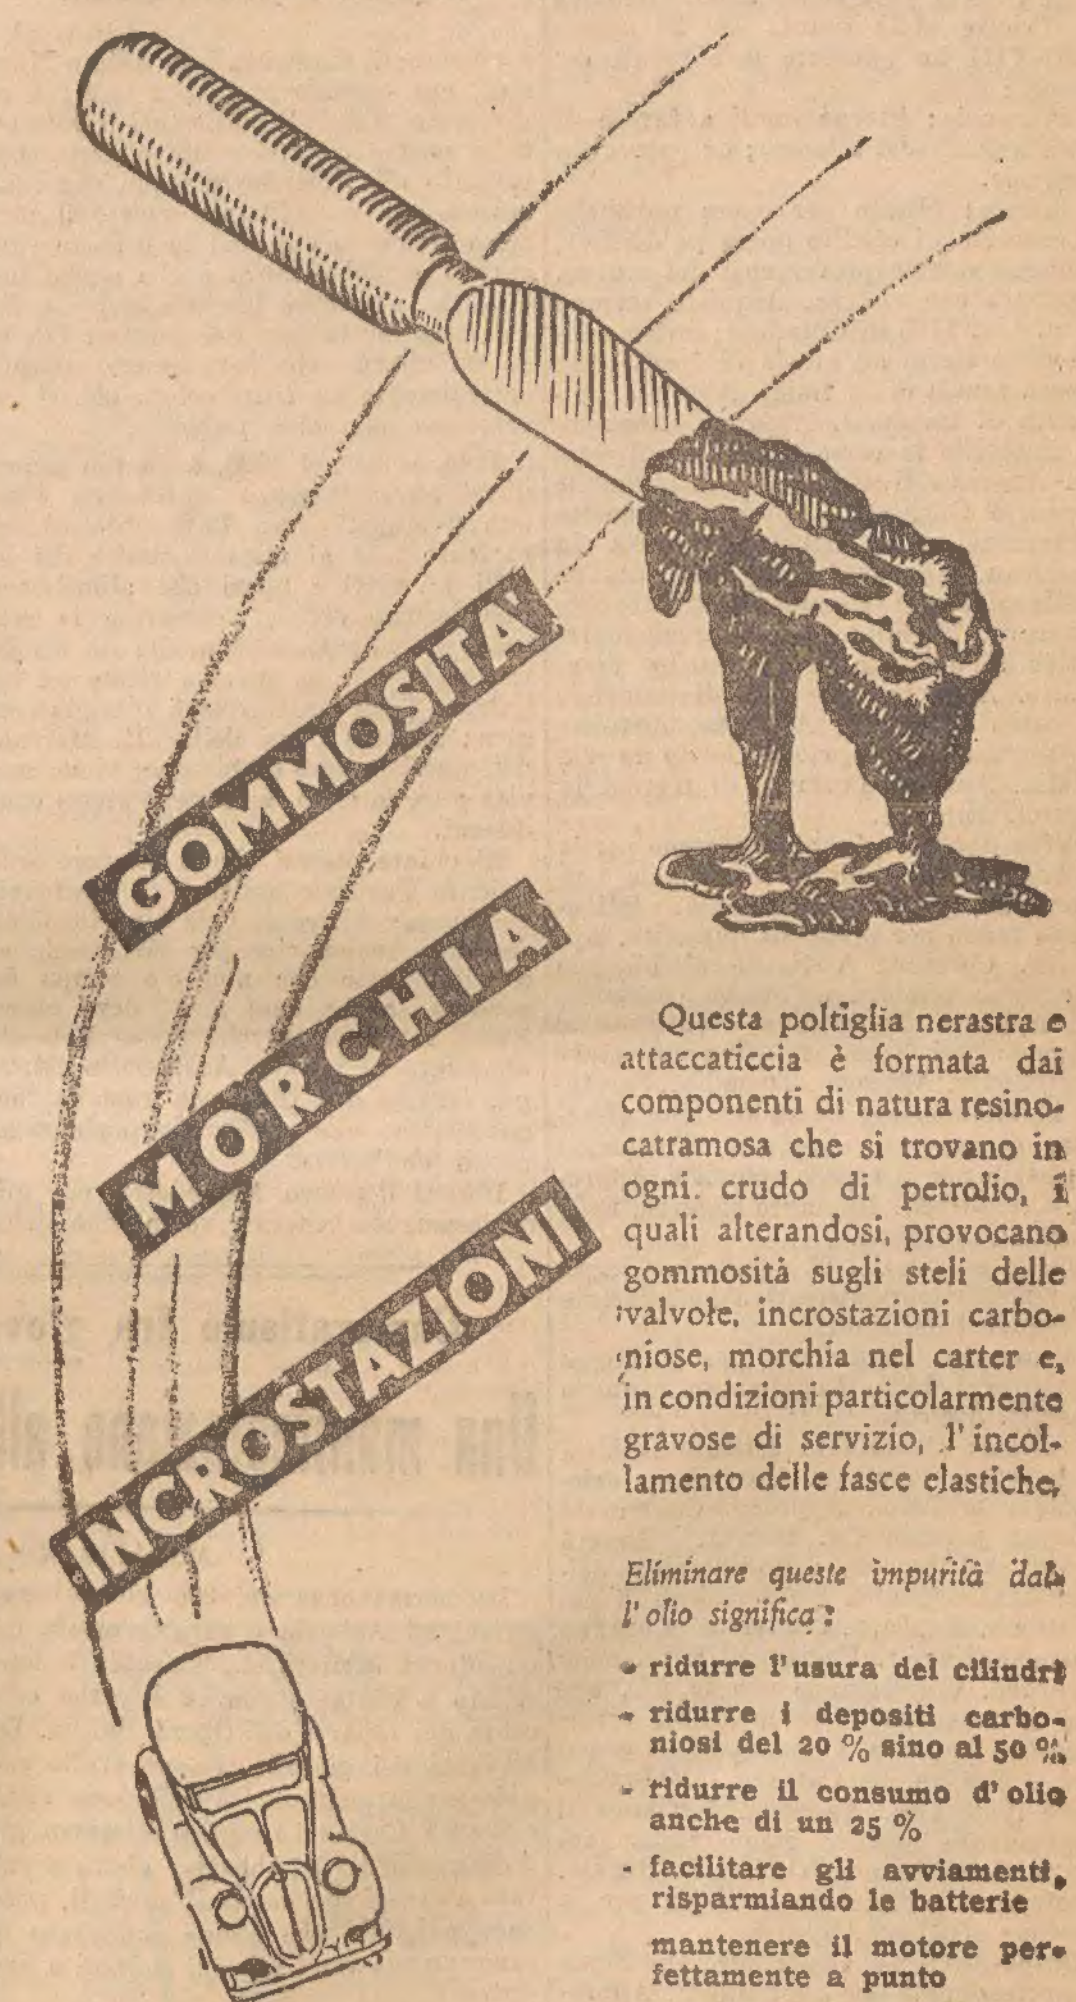 GOMMOSITA'
MORCHIA
INCROSTAZIONI
Questa poltiglia nerastra e
attaccaticcia è formata dai
componenti di natura resino-
catramosa che si trovano in
ogni. crudo di petrolio, i
quali alterandosi, provocano
gommosità sugli steli delle
valvole, incrostazioni carbo-
niose, morchia nel carter e,
in condizioni particolarmente
gravose di servizio, l'incol-
lamento delle fasce elastiche,
Eliminare queste impurità dal-
l'olio significa:
- ridurre l'usura dei cilindri
- ridurre i depositi carbo-
niosi del 20 % sino al 50 %
- ridurre il consumo d'olio
anche di un 25 %
- facilitare gli avviamenti,
risparmiando le batterie
mantenere il motore per-
fettamente a punto